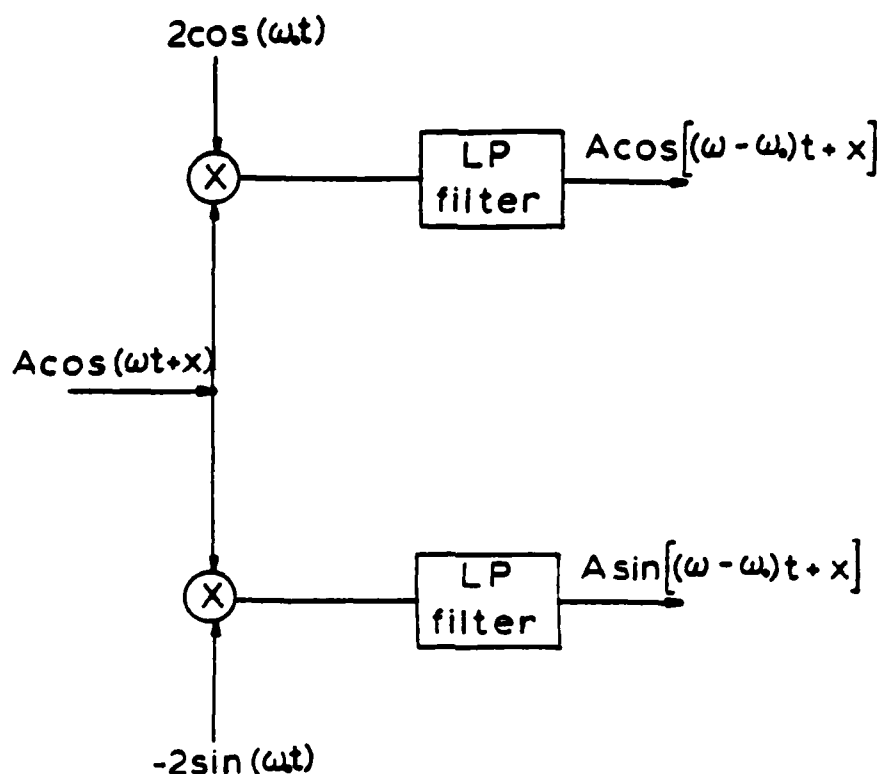 2cos(ω₀t)
X
LP
filter
Acos[(ω - ω₀)t + x]
Acos(ωt+x)
X
LP
filter
Asin[(ω - ω₀)t + x]
-2sin(ω₀t)